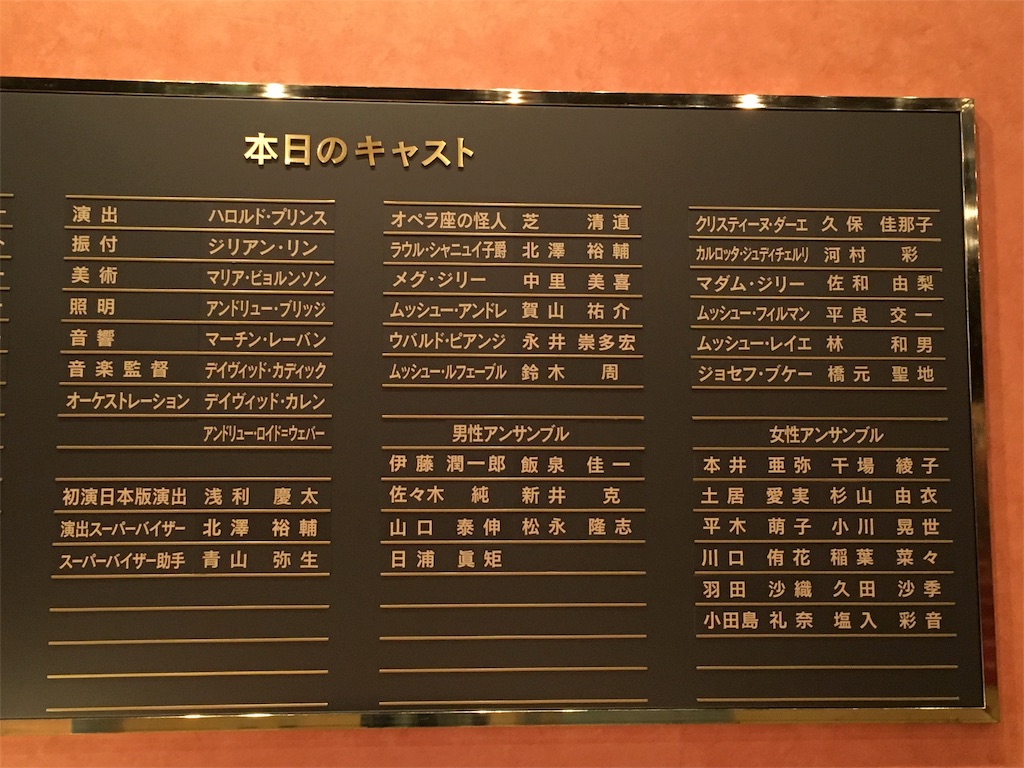 本日のキャスト
演出 ハロルド・プリンス
振付 ジリアン・リン
美術 マリア・ビョルンソン
照明 アンドリュー・ブリッジ
音響 マーチン・レーバン
音楽監督 デイヴィッド・カディック
オーケストレーション デイヴィッド・カレン
アンドリュー・ロイド=ウェバー
初演日本版演出 浅利 慶太
演出スーパーバイザー 北澤 裕輔
スーパーバイザー助手 青山 弥生
オペラ座の怪人 芝 清道
ラウル・シャニュイ子爵 北澤 裕輔
メグ・ジリー 中里 美喜
ムッシュー・アンドレ 賀山 祐介
ウバルド・ピアンジ 永井 崇多宏
ムッシュー・ルフェーブル 鈴木 周
男性アンサンブル
伊藤 潤一郎 飯泉 佳一
佐々木 純 新井 克
山口 泰伸 松永 隆志
日浦 眞矩
クリスティーヌ・ダーエ 久保 佳那子
カルロッタ・ジュディチェルリ 河村 彩
マダム・ジリー 佐和 由梨
ムッシュー・フィルマン 平良 交一
ムッシュー・レイエ 林 和男
ジョセフ・ブケー 橋元 聖地
女性アンサンブル
本井 亜弥 干場 綾子
土居 愛実 杉山 由衣
平木 萌子 小川 晃世
川口 侑花 稲葉 菜々
羽田 沙織 久田 沙季
小田島 礼奈 塩入 彩音